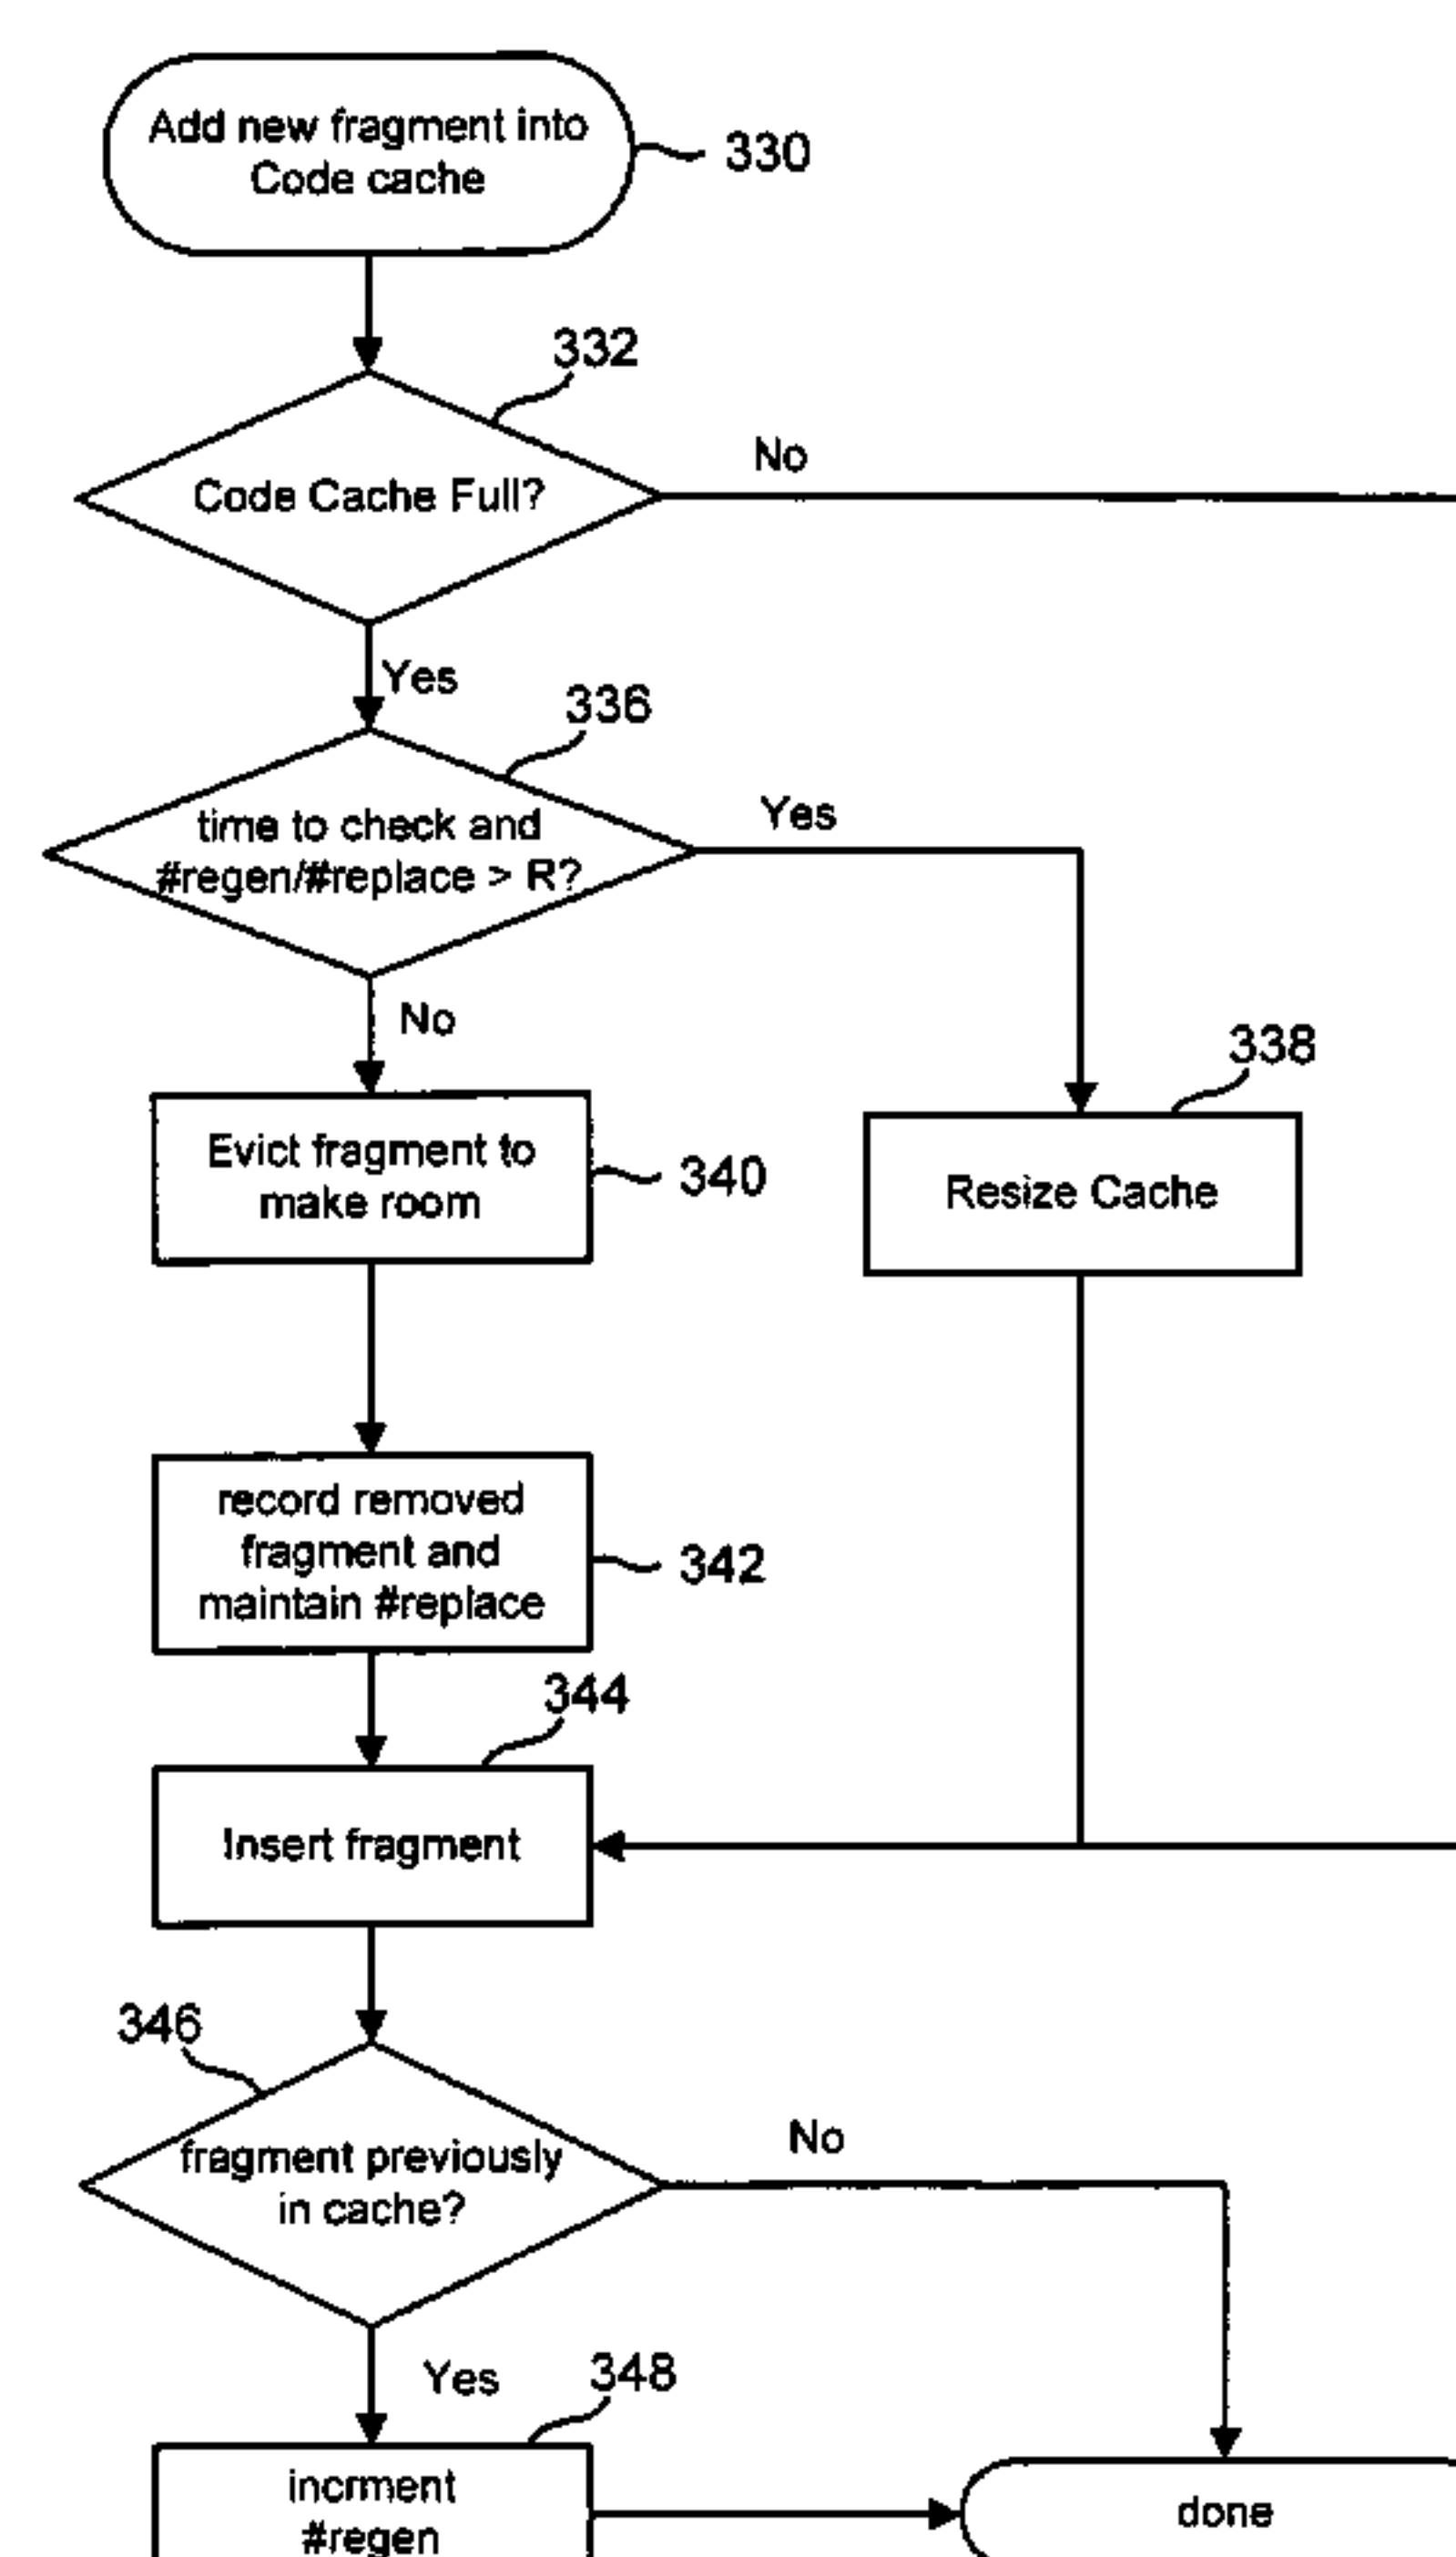 Add new fragment into
Code cache
330
332
Code Cache Full?
No
Yes
336
time to check and
#regen/#replace > R?
Yes
No
338
Evict fragment to
make room
340
Resize Cache
record removed
fragment and
maintain #replace
342
344
Insert fragment
346
fragment previously
in cache?
No
Yes
348
incrment
#regen
done